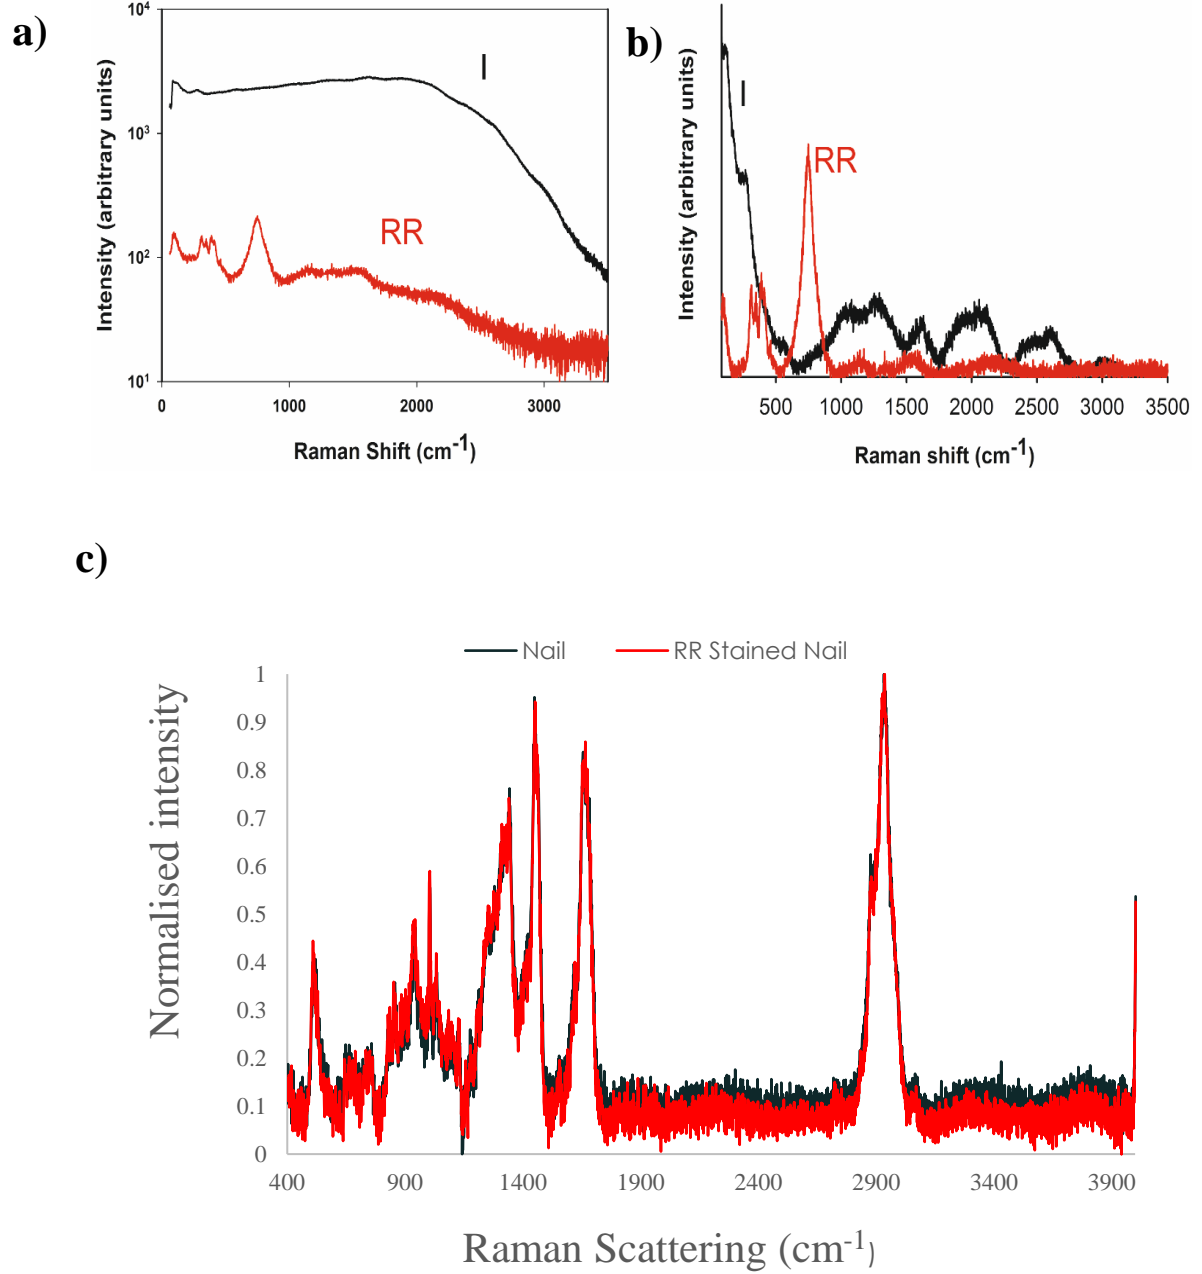 a)
Intensity (arbitrary units)
10⁴
10³
10²
10¹
I
RR
0 1000 2000 3000
Raman Shift (cm⁻¹)
b)
Intensity (arbitrary units)
I
RR
500 1000 1500 2000 2500 3000 3500
Raman shift (cm⁻¹)
c)
Nail RR Stained Nail
Normalised intensity
1
0.9
0.8
0.7
0.6
0.5
0.4
0.3
0.2
0.1
0
400 900 1400 1900 2400 2900 3400 3900
Raman Scattering (cm⁻¹)